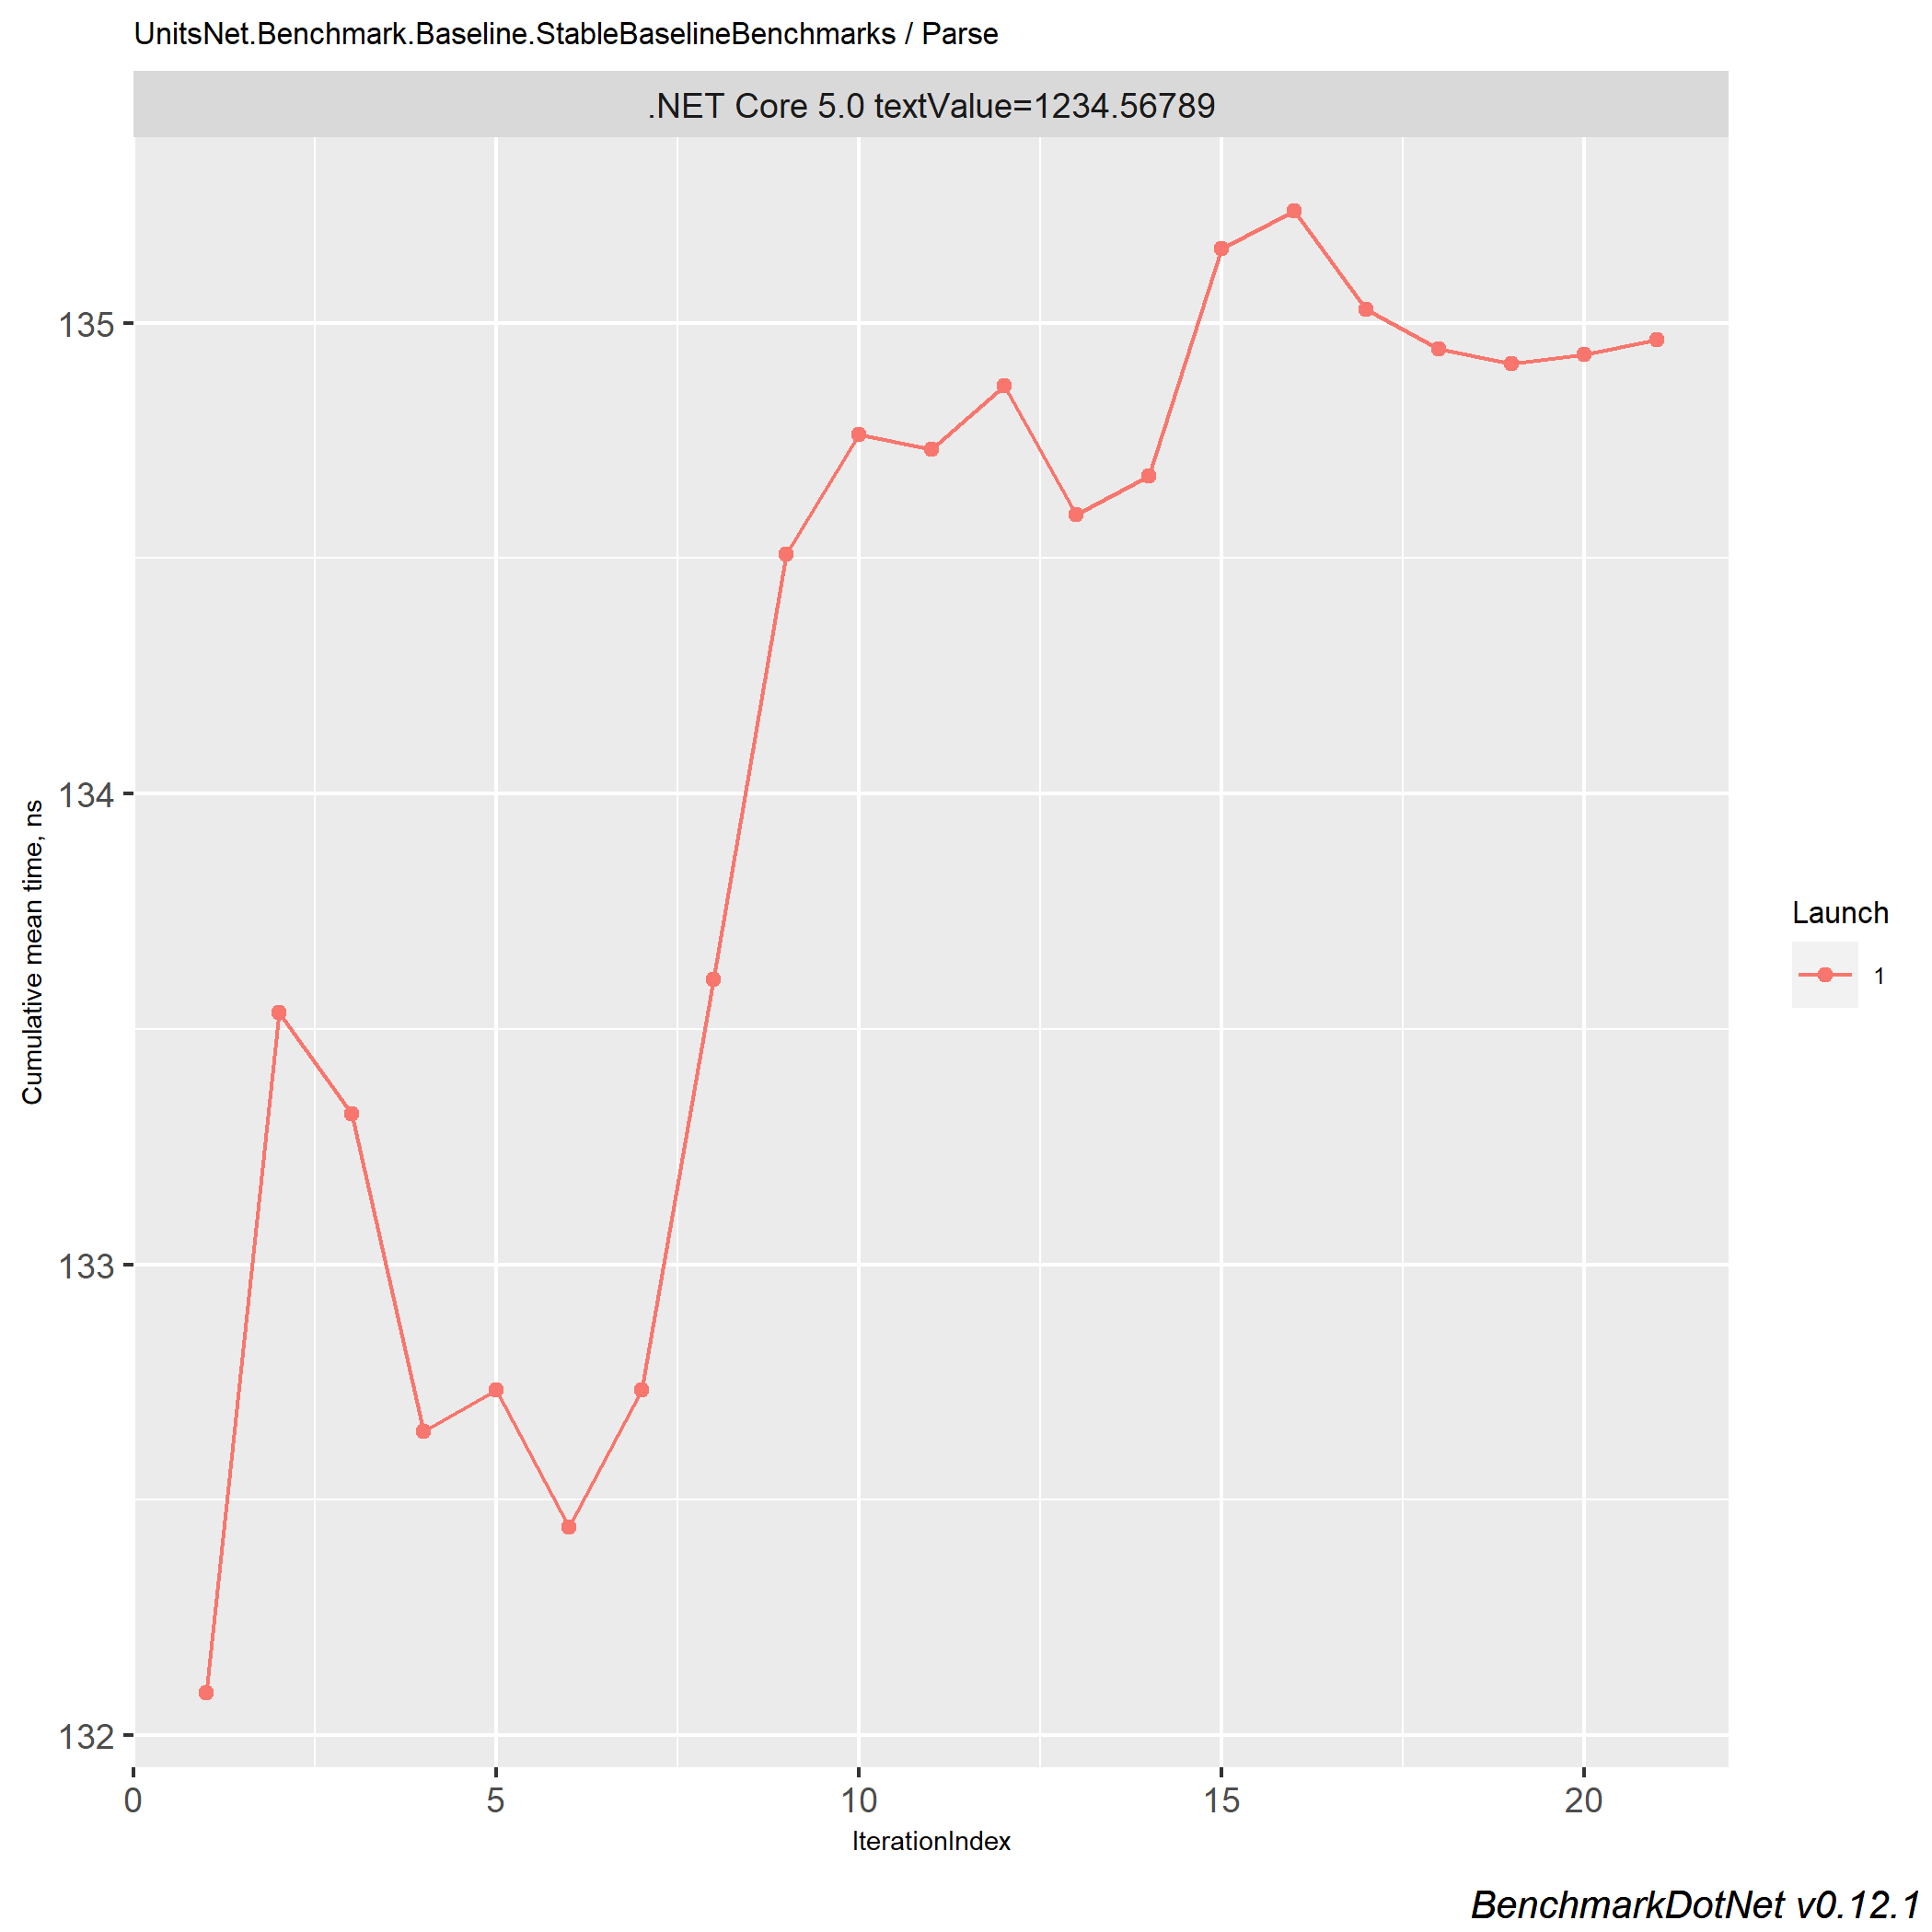 UnitsNet.Benchmark.Baseline.StableBaselineBenchmarks / Parse
.NET Core 5.0 textValue=1234.56789
135
134
133
132
Cumulative mean time, ns
0 5 10 15 20
IterationIndex
Launch
1
BenchmarkDotNet v0.12.1